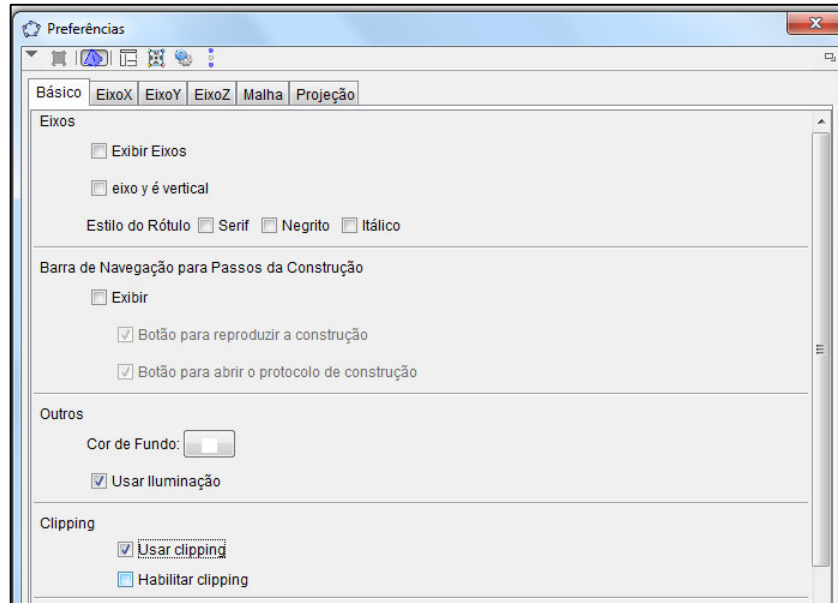 Preferências
Básico EixoX EixoY EixoZ Malha Projeção
Eixos
Exibir Eixos
eixo y é vertical
Estilo do Rótulo Serif Negrito Itálico
Barra de Navegação para Passos da Construção
Exibir
Botão para reproduzir a construção
Botão para abrir o protocolo de construção
Outros
Cor de Fundo:
Usar Iluminação
Clipping
Usar clipping
Habilitar clipping